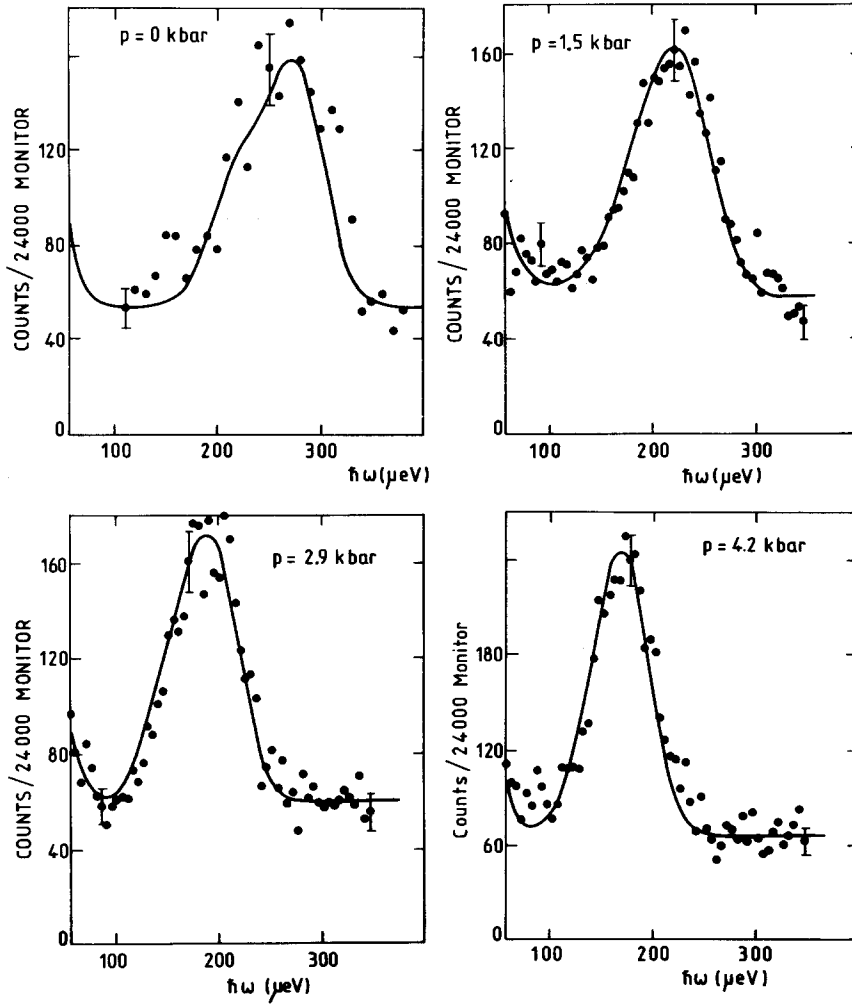 p = 0 kbar
COUNTS / 24000 MONITOR
160
120
80
40
0
100
200
300
ħω (µeV)
p = 1.5 kbar
COUNTS / 24000 MONITOR
160
120
80
40
0
100
200
300
ħω (µeV)
p = 2.9 kbar
COUNTS / 24000 MONITOR
160
120
80
40
0
100
200
300
ħω (µeV)
p = 4.2 kbar
Counts / 24000 Monitor
180
120
60
0
100
200
300
ħω (µeV)